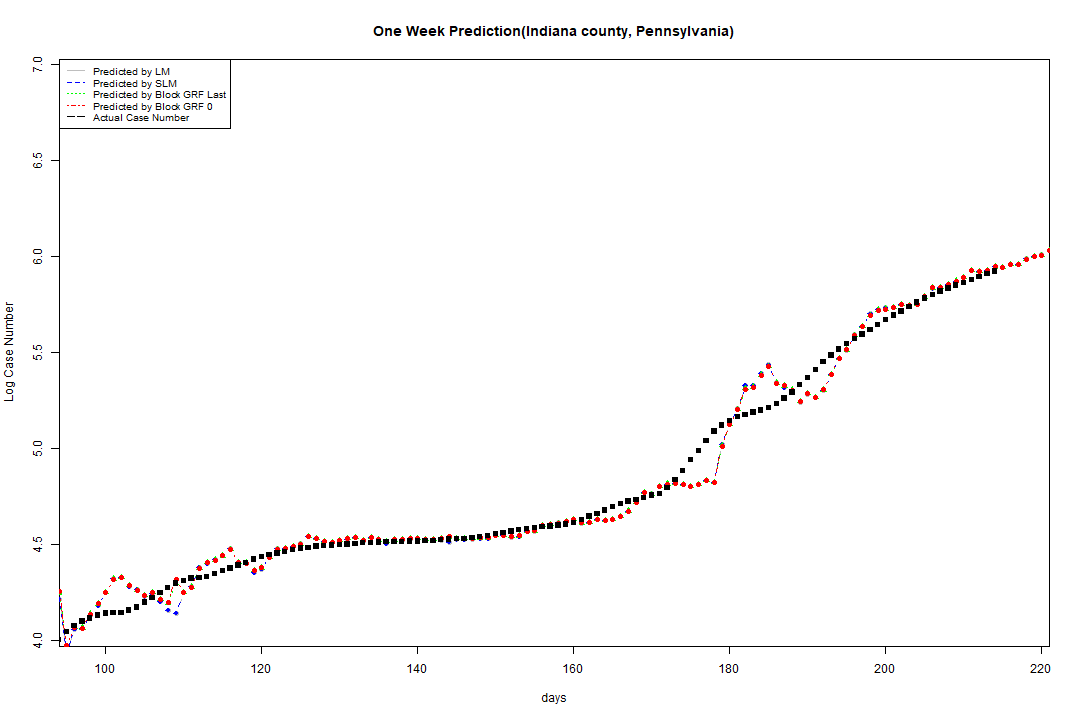 One Week Prediction(Indiana county, Pennsylvania)
Predicted by LM
Predicted by SLM
Predicted by Block GRF Last
Predicted by Block GRF 0
Actual Case Number
7.0
6.5
6.0
5.5
5.0
4.5
4.0
Log Case Number
100 120 140 160 180 200 220
days